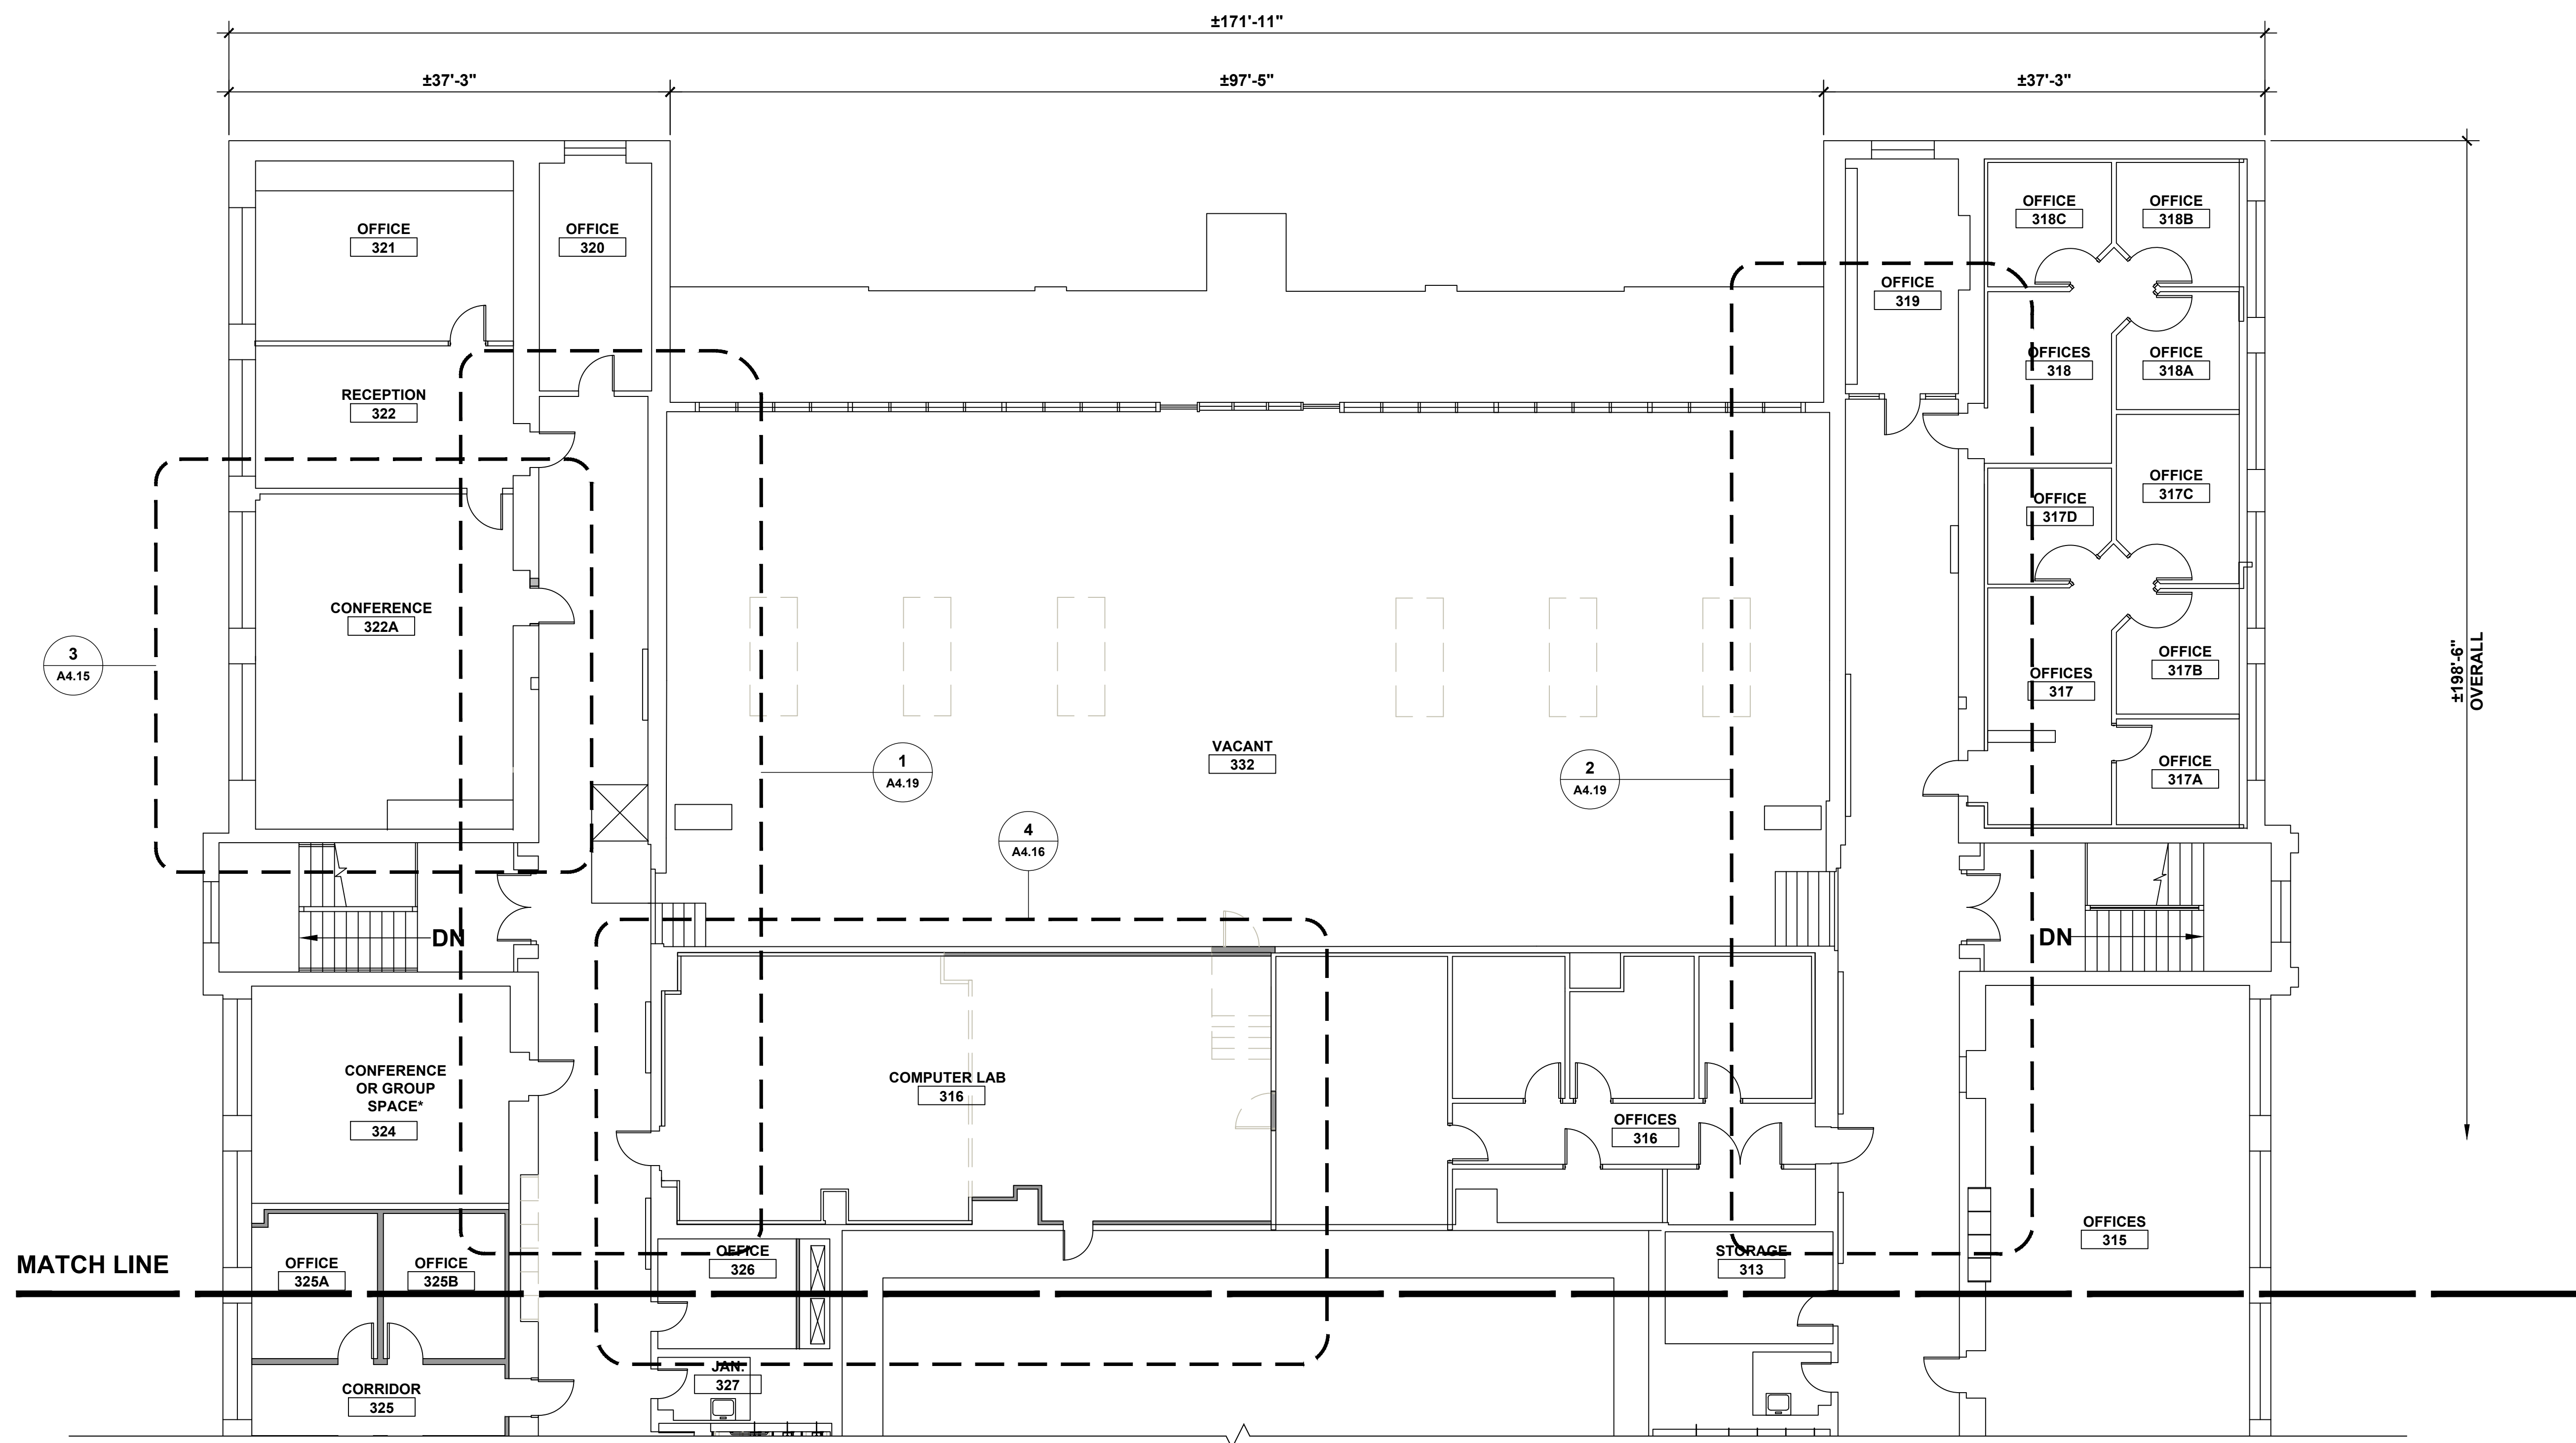 ±171'-11"
±37'-3"
±97'-5"
±37'-3"
OFFICE
321
OFFICE
320
OFFICE
318C
OFFICE
318B
OFFICE
319
RECEPTION
322
OFFICES
318
OFFICE
318A
OFFICE
317C
OFFICE
317D
CONFERENCE
322A
3
A4.15
OFFICES
317
OFFICE
317B
±198'-6"
OVERALL
VACANT
332
1
A4.19
2
A4.19
OFFICE
317A
4
A4.16
DN
DN
CONFERENCE
OR GROUP
SPACE*
324
COMPUTER LAB
316
OFFICES
316
OFFICES
315
MATCH LINE
OFFICE
325A
OFFICE
325B
OFFICE
326
STORAGE
313
JAN.
327
CORRIDOR
325